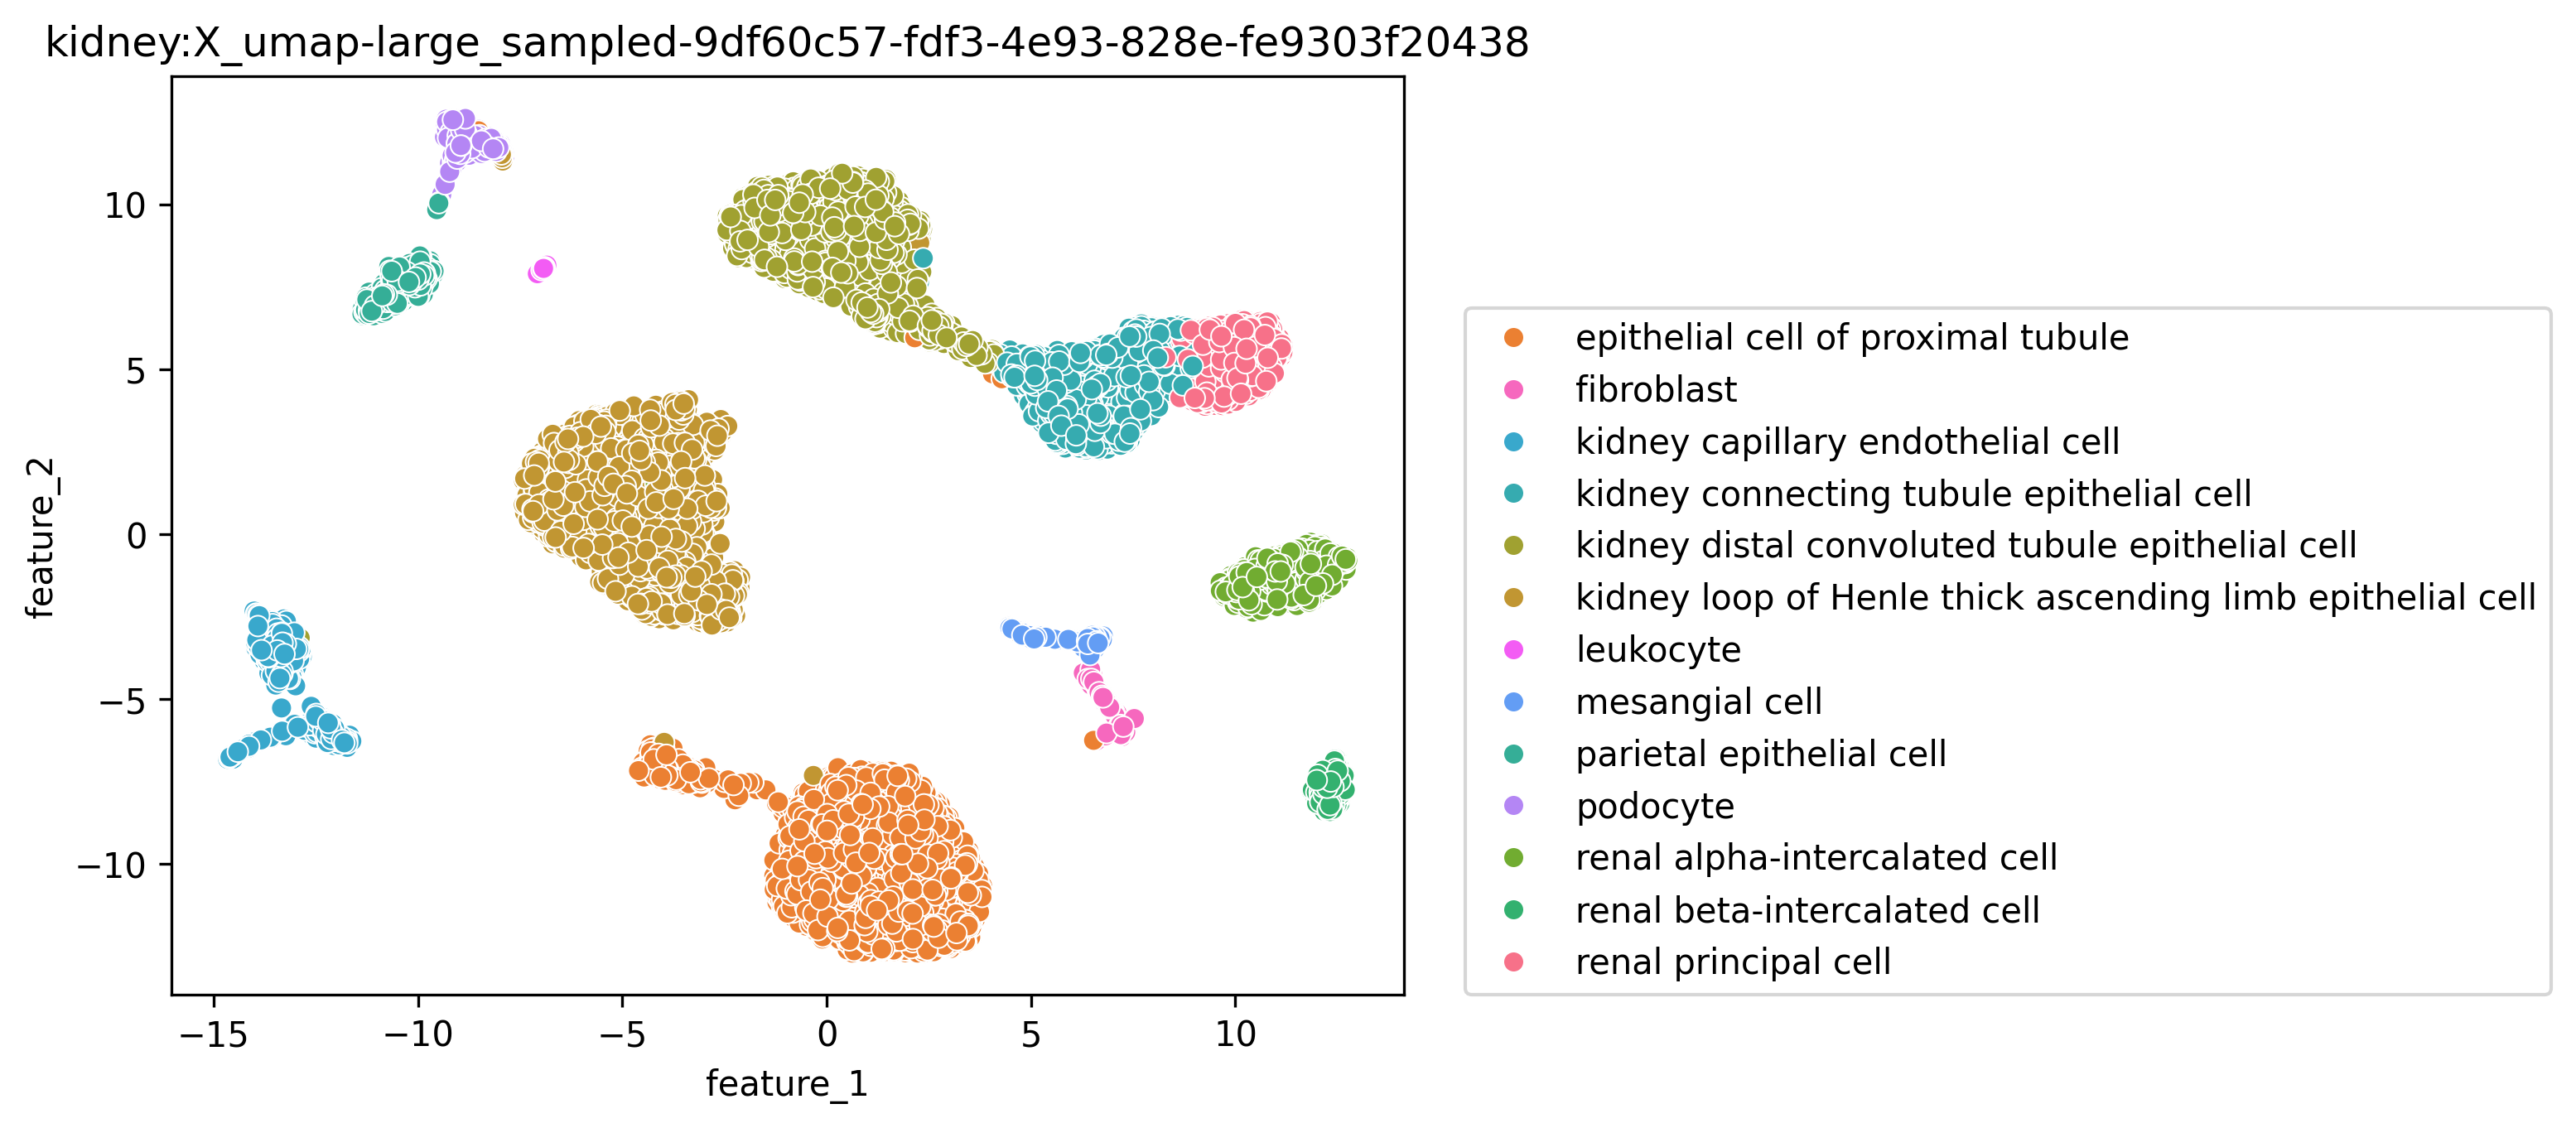 kidney:X_umap-large_sampled-9df60c57-fdf3-4e93-828e-fe9303f20438
10
5
0
−5
−10
feature_2
−15
−10
−5
0
5
10
feature_1
epithelial cell of proximal tubule
fibroblast
kidney capillary endothelial cell
kidney connecting tubule epithelial cell
kidney distal convoluted tubule epithelial cell
kidney loop of Henle thick ascending limb epithelial cell
leukocyte
mesangial cell
parietal epithelial cell
podocyte
renal alpha-intercalated cell
renal beta-intercalated cell
renal principal cell